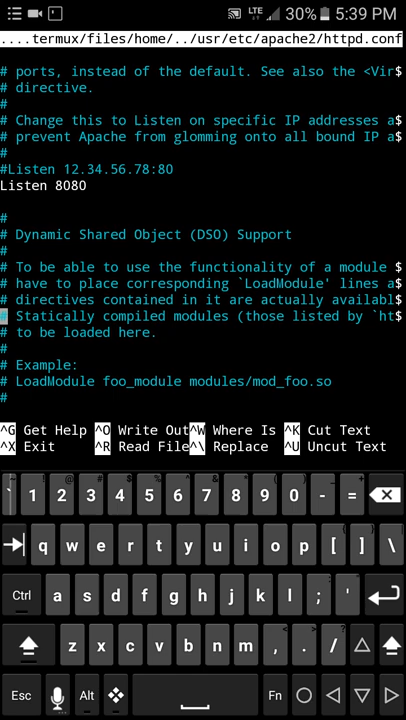 LTE 30% 5:39 PM
....termux/files/home/../usr/etc/apache2/httpd.conf
# ports, instead of the default. See also the <Vir$
# directive.
#
# Change this to Listen on specific IP addresses a$
# prevent Apache from glomming onto all bound IP a$
#
#Listen 12.34.56.78:80
Listen 8080
#
# Dynamic Shared Object (DSO) Support
#
# To be able to use the functionality of a module $
# have to place corresponding `LoadModule' lines a$
# directives contained in it are actually availabl$
# Statically compiled modules (those listed by `ht$
# to be loaded here.
#
# Example:
# LoadModule foo_module modules/mod_foo.so
#
^G Get Help ^O Write Out ^W Where Is ^K Cut Text
^X Exit ^R Read File ^\ Replace ^U Uncut Text
` 1 2 3 4 5 6 7 8 9 0 - =
q w e r t y u i o p [ ] \
Ctrl a s d f g h j k l ; '
z x c v b n m , . /
Esc Alt Fn